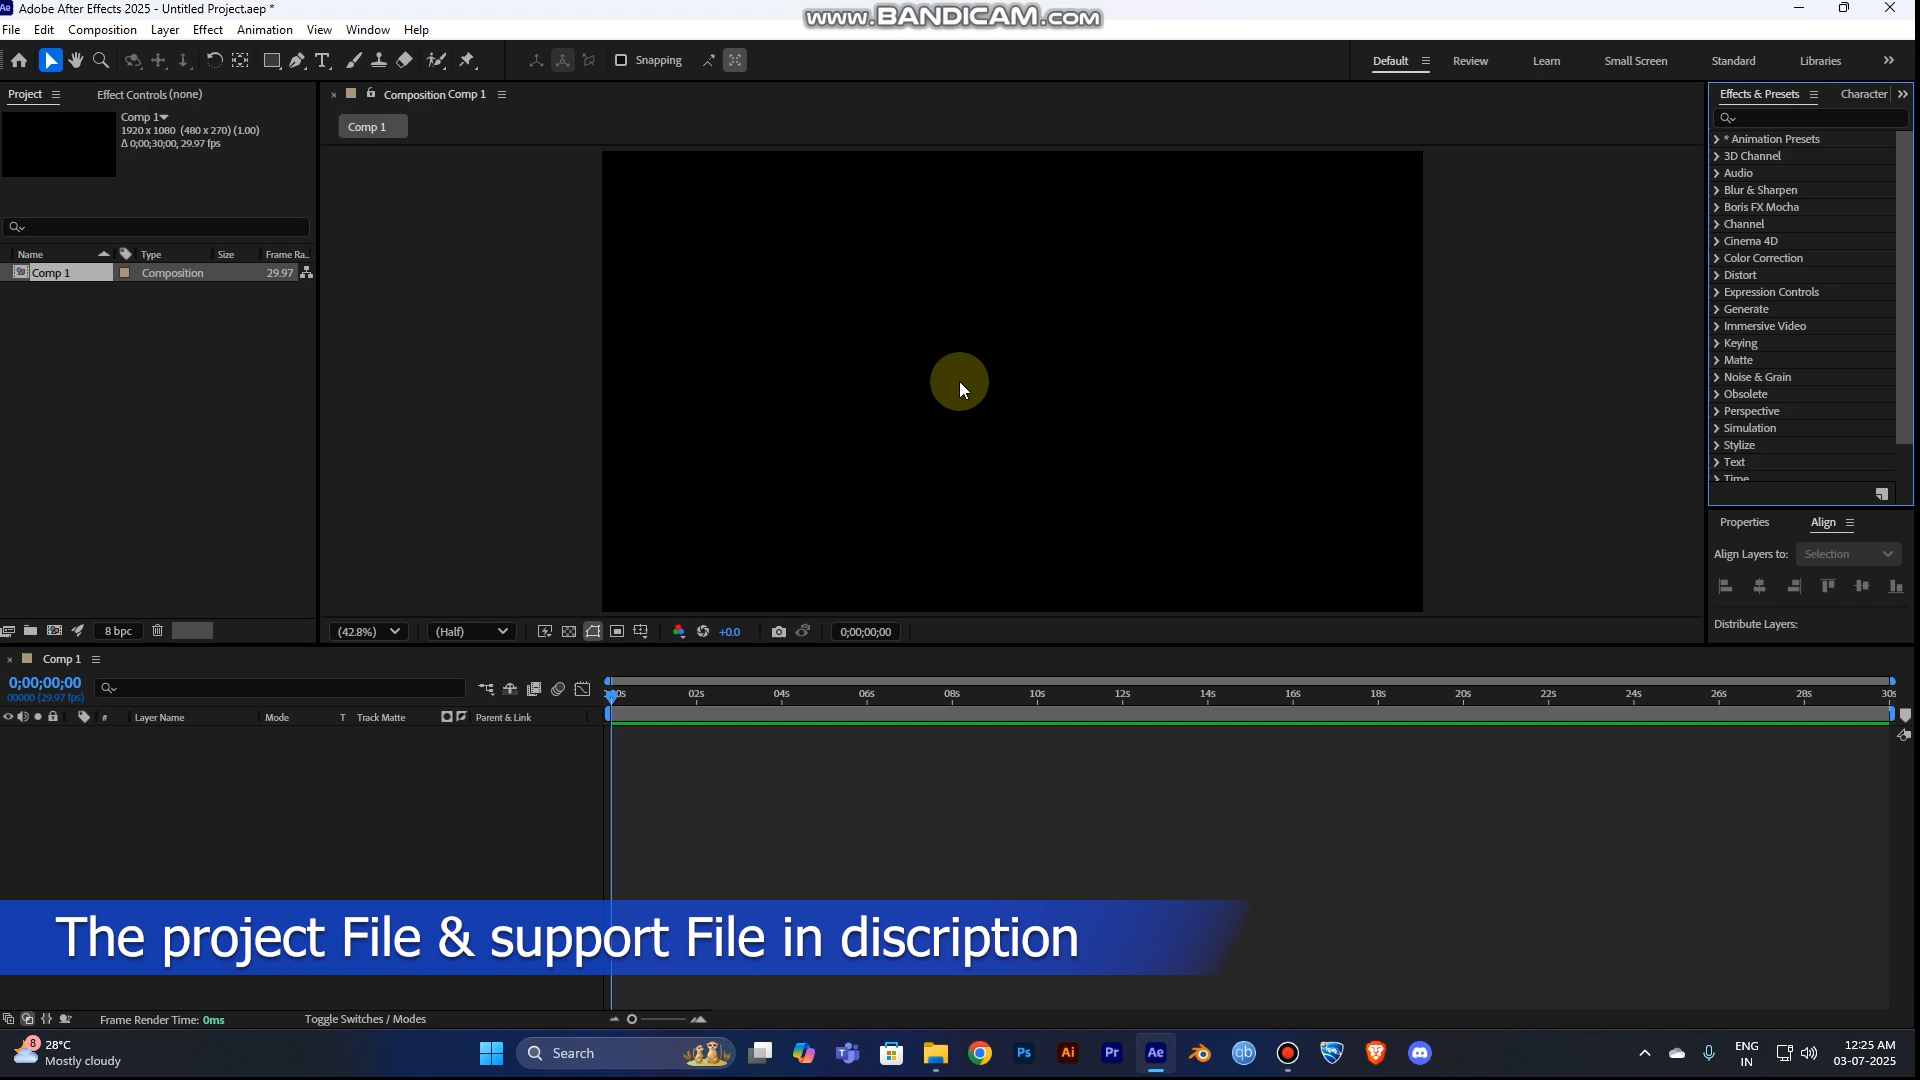 Ae Adobe After Effects 2025 - Untitled Project.aep *
www.BANDICAM.com
File Edit Composition Layer Effect Animation View Window Help
Snapping
Default Review Learn Small Screen Standard Libraries
Project Effect Controls (none)
Composition Comp 1
Effects & Presets Character
Comp 1
1920 x 1080 (480 x 270) (1.00)
Δ 0;00;30;00, 29.97 fps
Comp 1
* Animation Presets
3D Channel
Audio
Blur & Sharpen
Boris FX Mocha
Channel
Cinema 4D
Color Correction
Distort
Expression Controls
Generate
Immersive Video
Keying
Matte
Noise & Grain
Obsolete
Perspective
Simulation
Stylize
Text
Time
Name Type Size Frame Ra..
Comp 1 Composition 29.97
Properties Align
Align Layers to: Selection
Distribute Layers:
8 bpc
(42.8%) (Half) +0.0 0;00;00;00
Comp 1
0;00;00;00
00000 (29.97 fps)
# Layer Name Mode T Track Matte Parent & Link
02s 04s 06s 08s 10s 12s 14s 16s 18s 20s 22s 24s 26s 28s 30s
The project File & support File in discription
Frame Render Time: 0ms
Toggle Switches / Modes
8
28°C
Mostly cloudy
Search
Ps Ai Pr Ae qb
ENG
IN
12:25 AM
03-07-2025